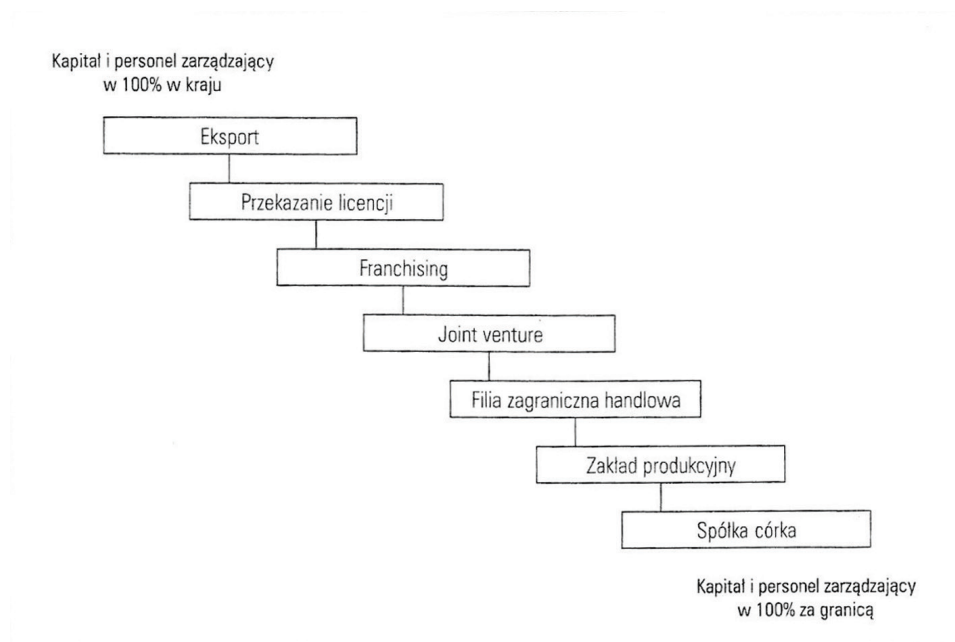 Kapitał i personel zarządzający
w 100% w kraju
Eksport
Przekazanie licencji
Franchising
Joint venture
Filia zagraniczna handlowa
Zakład produkcyjny
Spółka córka
Kapitał i personel zarządzający
w 100% za granicą